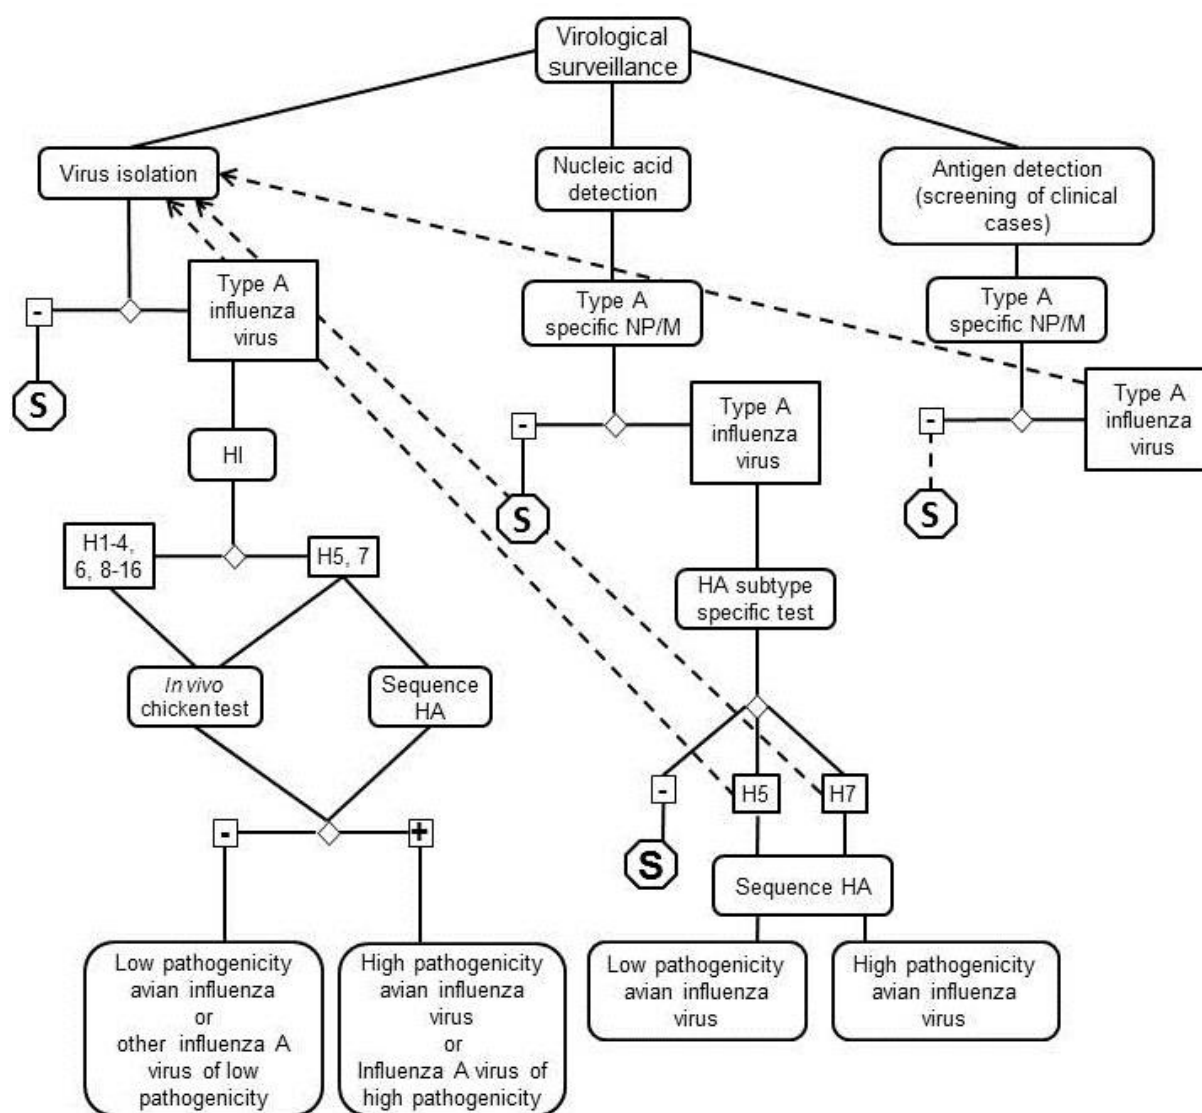 Virological
surveillance
Virus isolation
Nucleic acid
detection
Antigen detection
(screening of clinical
cases)
Type A
influenza
virus
Type A
specific NP/M
Type A
specific NP/M
-
S
Type A
influenza
virus
Type A
influenza
virus
-
S
-
S
HI
H1-4,
6, 8-16
H5, 7
HA subtype
specific test
In vivo
chicken test
Sequence
HA
-
H5
H7
S
-
+
Sequence HA
Low pathogenicity
avian influenza
or
other influenza A
virus of low
pathogenicity
High pathogenicity
avian influenza
virus
or
Influenza A virus of
high pathogenicity
Low pathogenicity
avian influenza
virus
High pathogenicity
avian influenza
virus